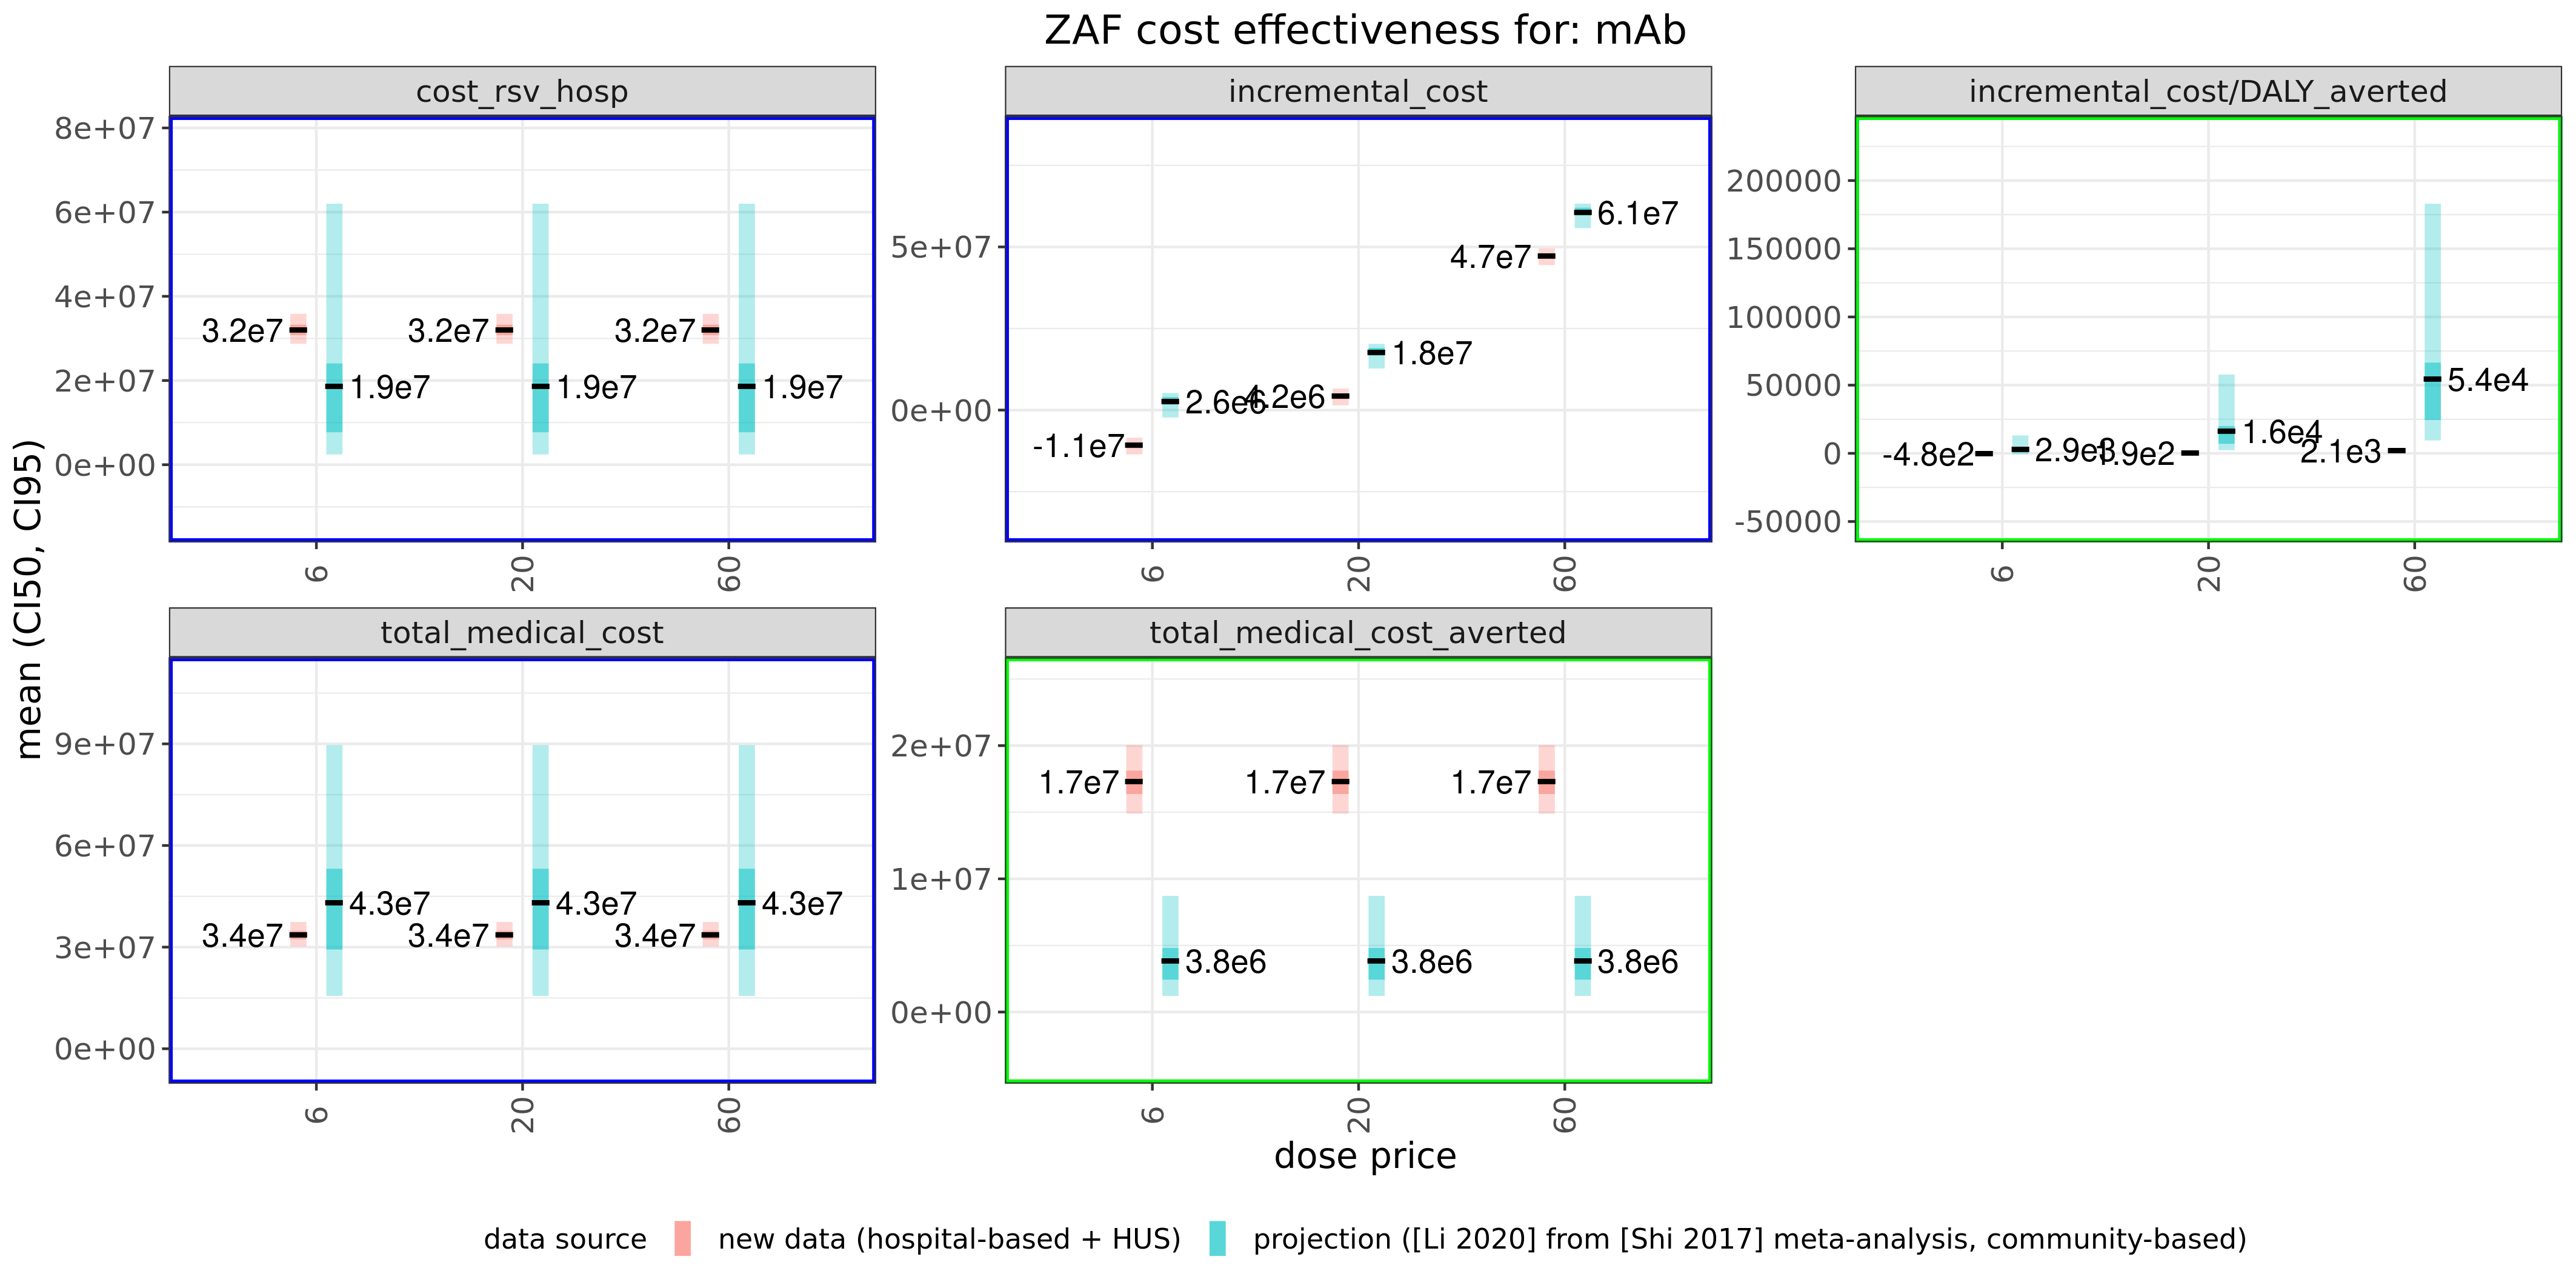 ZAF cost effectiveness for: mAb
cost_rsv_hosp
8e+07
6e+07
4e+07
2e+07
0e+00
3.2e7
3.2e7
3.2e7
1.9e7
1.9e7
1.9e7
6
20
60
incremental_cost
5e+07
0e+00
-1.1e7
2.6e6
4.2e6
1.8e7
4.7e7
6.1e7
6
20
60
incremental_cost/DALY_averted
200000
150000
100000
50000
0
-50000
-4.8e2
2.9e3
1.6e4
2.1e3
5.4e4
6
20
60
mean (CI50, CI95)
total_medical_cost
9e+07
6e+07
3e+07
0e+00
3.4e7
4.3e7
3.4e7
4.3e7
3.4e7
4.3e7
6
20
60
total_medical_cost_averted
2e+07
1e+07
0e+00
1.7e7
1.7e7
1.7e7
3.8e6
3.8e6
3.8e6
6
20
60
dose price
data source
new data (hospital-based + HUS)
projection ([Li 2020] from [Shi 2017] meta-analysis, community-based)